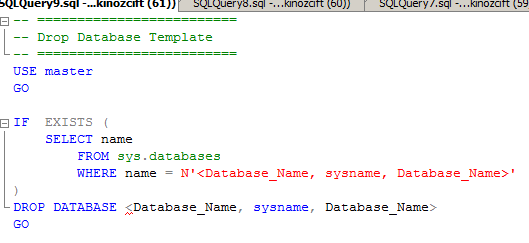 SQLQuery9.sql -...kinozcift (61))
SQLQuery8.sql -...kinozcift (60))
SQLQuery7.sql -...kinozcift (59
-- =========================
-- Drop Database Template
-- =========================
USE master
GO
IF  EXISTS (
    SELECT name
        FROM sys.databases
        WHERE name = N'<Database_Name, sysname, Database_Name>'
)
DROP DATABASE <Database_Name, sysname, Database_Name>
GO